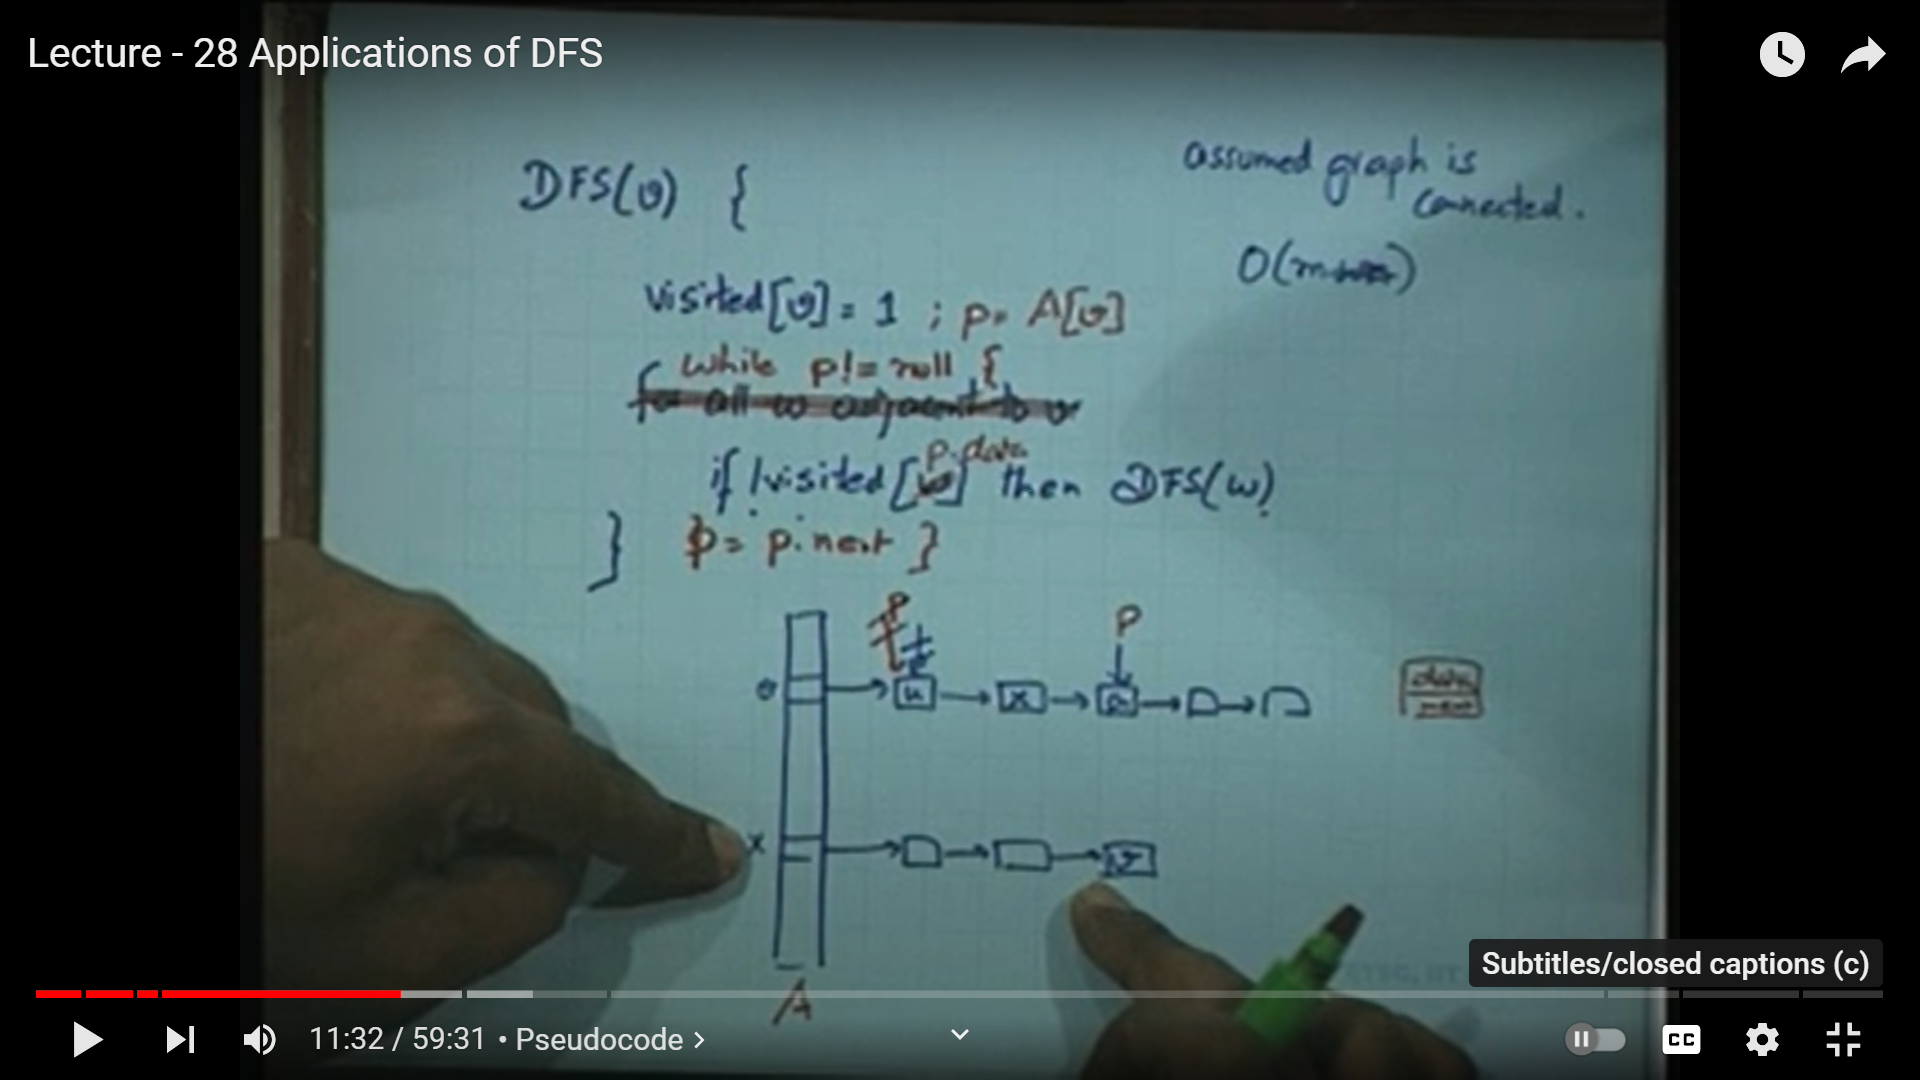 Lecture - 28 Applications of DFS
assumed graph is
connected.
DFS(v) {
O(m
visited[v] = 1 ; p = A[v]
while p != null {
for all w adjacent to v
p.data
if !visited[w] then DFS(w)
} p = p.next }
p
P
v
u
x
data
next
x
v
A
Subtitles/closed captions (c)
11:32 / 59:31 • Pseudocode >
CC